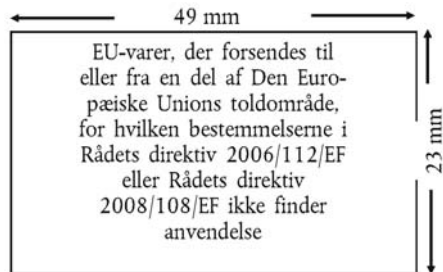 49 mm
EU-varer, der forsendes til
eller fra en del af Den Euro-
pæiske Unions toldområde,
for hvilken bestemmelserne i
Rådets direktiv 2006/112/EF
eller Rådets direktiv
2008/108/EF ikke finder
anvendelse
23 mm